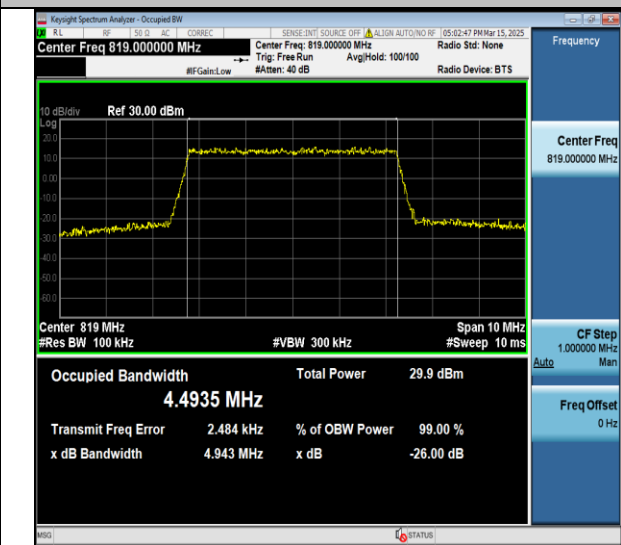 Keysight Spectrum Analyzer - Occupied BW
RL RF 50 Ω AC CORREC SENSE:INT SOURCE OFF ALIGN AUTO/NO RF 05:02:47 PM Mar 15, 2025
Center Freq 819.000000 MHz Center Freq: 819.000000 MHz Radio Std: None
Trig: Free Run Avg|Hold: 100/100
#IFGain:Low #Atten: 40 dB Radio Device: BTS
10 dB/div Ref 30.00 dBm
Log
20.0
10.0
0.00
-10.0
-20.0
-30.0
-40.0
-50.0
-60.0
Center 819 MHz Span 10 MHz
#Res BW 100 kHz #VBW 300 kHz #Sweep 10 ms
Occupied Bandwidth Total Power 29.9 dBm
4.4935 MHz
Transmit Freq Error 2.484 kHz % of OBW Power 99.00 %
x dB Bandwidth 4.943 MHz x dB -26.00 dB
MSG STATUS
Frequency
Center Freq
819.000000 MHz
CF Step
1.000000 MHz
Auto Man
Freq Offset
0 Hz